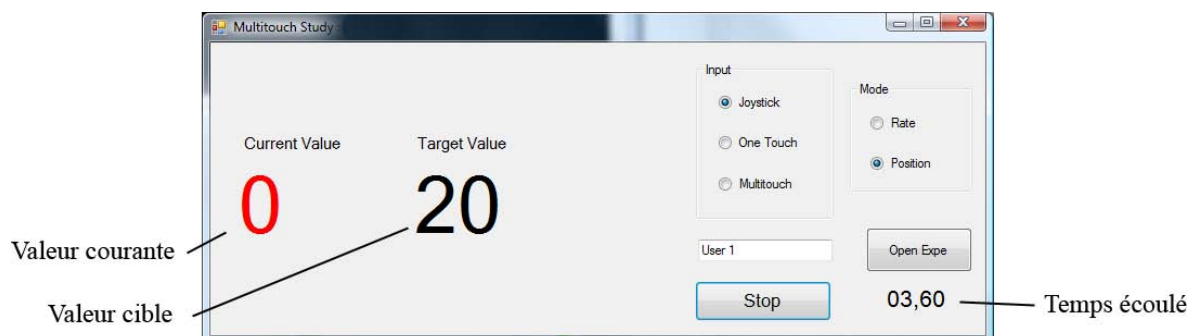 Multitouch Study
Input
Joystick
One Touch
Multitouch
Mode
Rate
Position
Current Value
Target Value
0
20
Valeur courante
Valeur cible
User 1
Open Expe
Stop
03,60
Temps écoulé